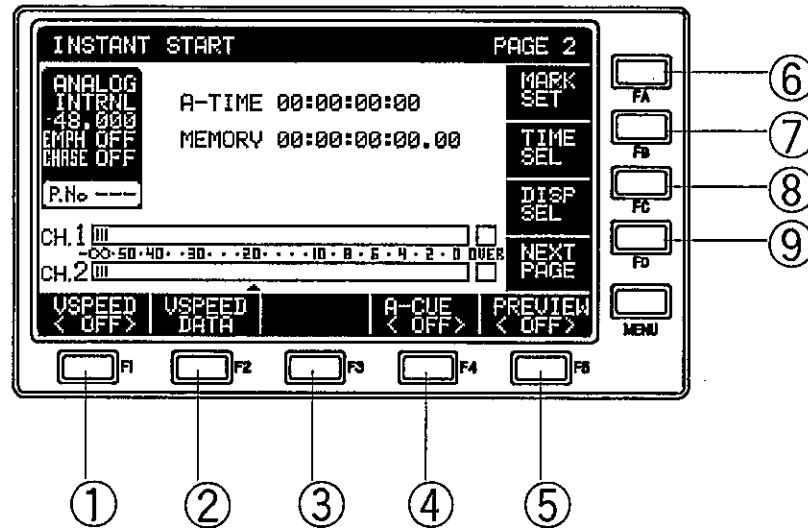 INSTANT START PAGE 2
ANALOG
INTRNL
-48.000
EMPH OFF
CHASE OFF
P.No ---
A-TIME 00:00:00:00
MEMORY 00:00:00:00.00
MARK
SET
TIME
SEL
DISP
SEL
NEXT
PAGE
CH.1
-∞·50·40· ·30· · ·20· · · ·10·8·6·4·2·0 OVER
CH.2
VSPEED
< OFF>
VSPEED
DATA
A-CUE
< OFF>
PREVIEW
< OFF>
FA
FB
FC
FD
MENU
F1
F2
F3
F4
F5
①
②
③
④
⑤
⑥
⑦
⑧
⑨